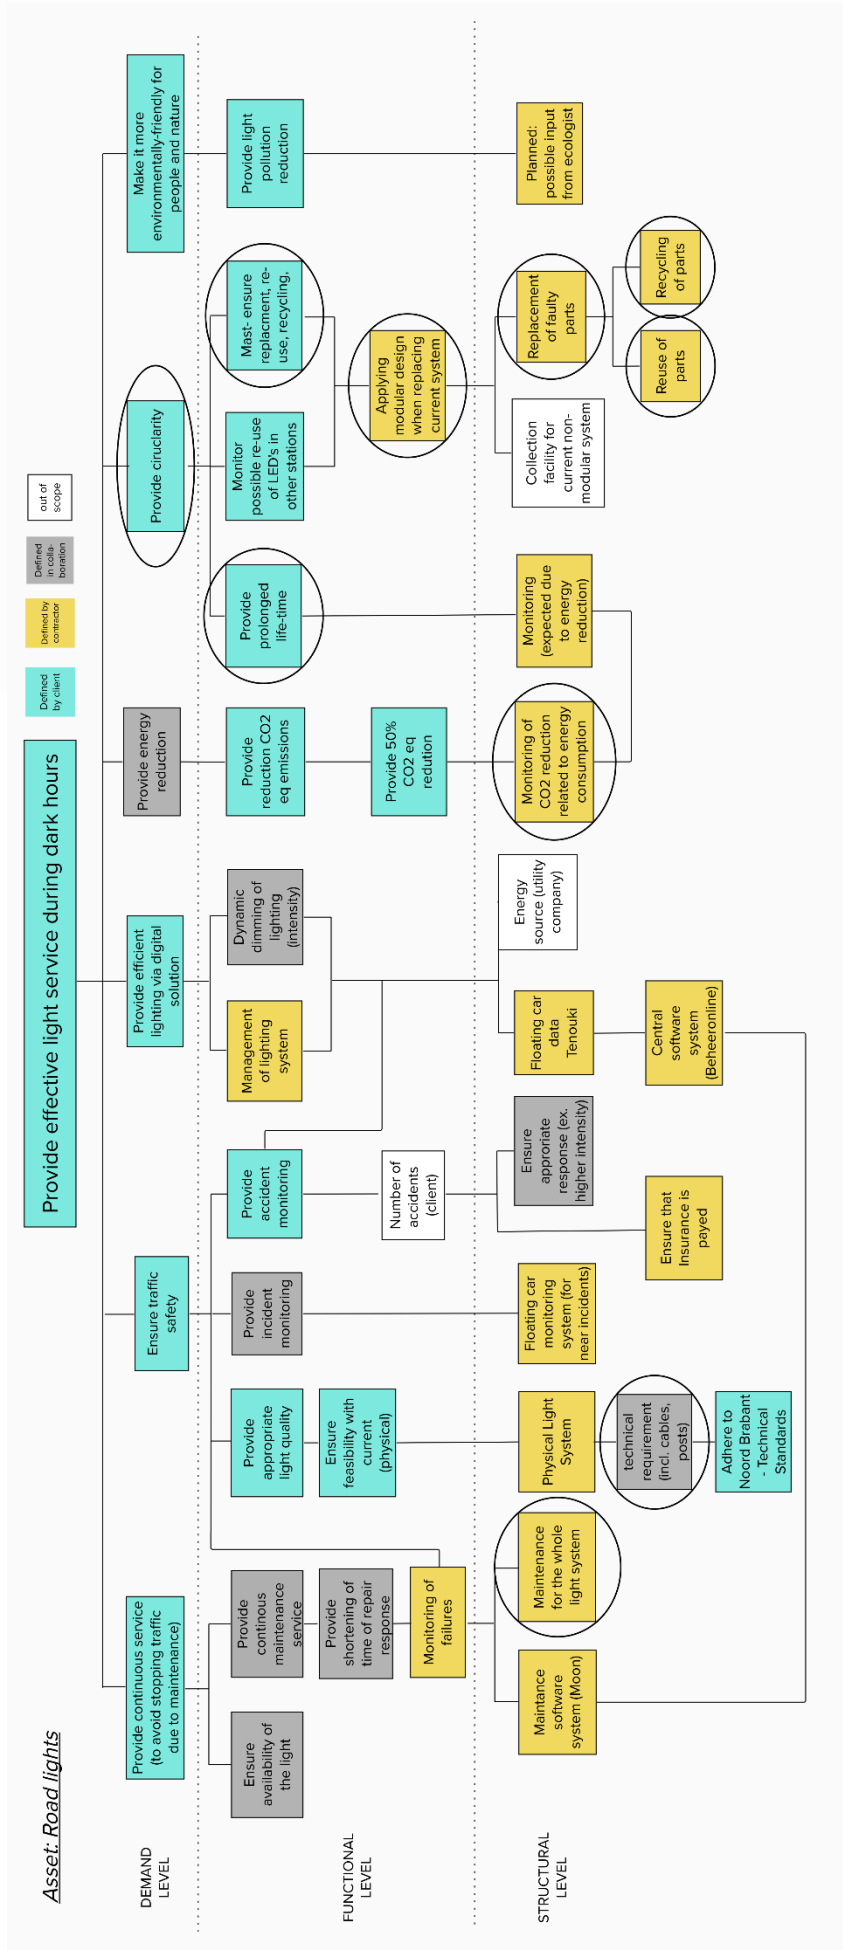 Asset: Road lights
Provide effective light service during dark hours
Defined
by client
Defined by
contractor
Defined
in colla-
boration
out of
scope
DEMAND
LEVEL
Provide continuous service
(to avoid stopping traffic
due to maintenance)
Ensure traffic
safety
Provide efficient
lighting via digital
solution
Provide energy
reduction
Provide ciruclarity
Make it more
environmentally-friendly for
people and nature
FUNCTIONAL
LEVEL
Ensure
availability of
the light
Provide
continous
maintenance
service
Provide
shortening of
time of repair
response
Monitoring of
failures
Provide
appropriate
light quality
Ensure
feasibility with
current
(physical)
Provide
incident
monitoring
Provide
accident
monitoring
Number of
accidents
(client)
Management
of lighting
system
Dynamic
dimming of
lighting
(intensity)
Provide
reduction CO2
eq emissions
Provide 50%
CO2 eq
redution
Provide
prolonged
life-time
Monitor
possible re-use
of LED's in
other stations
Mast- ensure
replacment, re-
use, recycling,
Applying
modular design
when replacing
current system
Provide light
pollution
reduction
STRUCTURAL
LEVEL
Maintance
software
system (Moon)
Maintenance
for the whole
light system
Physical Light
System
technical
requirement
(incl. cables,
posts)
Adhere to
Noord Brabant
- Technical
Standards
Floating car
monitoring
system (for
near incidents)
Ensure
approriate
response (ex.
higher intensity)
Ensure that
Insurance is
payed
Floating car
data
Tenouki
Central
software
system
(Beheeronline)
Energy
source (utility
company)
Monitoring of
CO2 reduction
related to energy
consumption
Monitoring
(expected due
to energy
reduction)
Collection
facility for
current non-
modular system
Replacement
of faulty
parts
Reuse of
parts
Recycling
of parts
Planned:
possible input
from ecologist